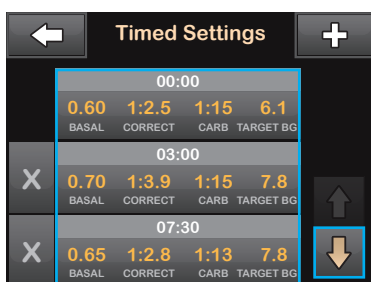 Timed Settings
00:00
0.60 1:2.5 1:15 6.1
BASAL CORRECT CARB TARGET BG
03:00
X
0.70 1:3.9 1:15 7.8
BASAL CORRECT CARB TARGET BG
07:30
X
0.65 1:2.8 1:13 7.8
BASAL CORRECT CARB TARGET BG